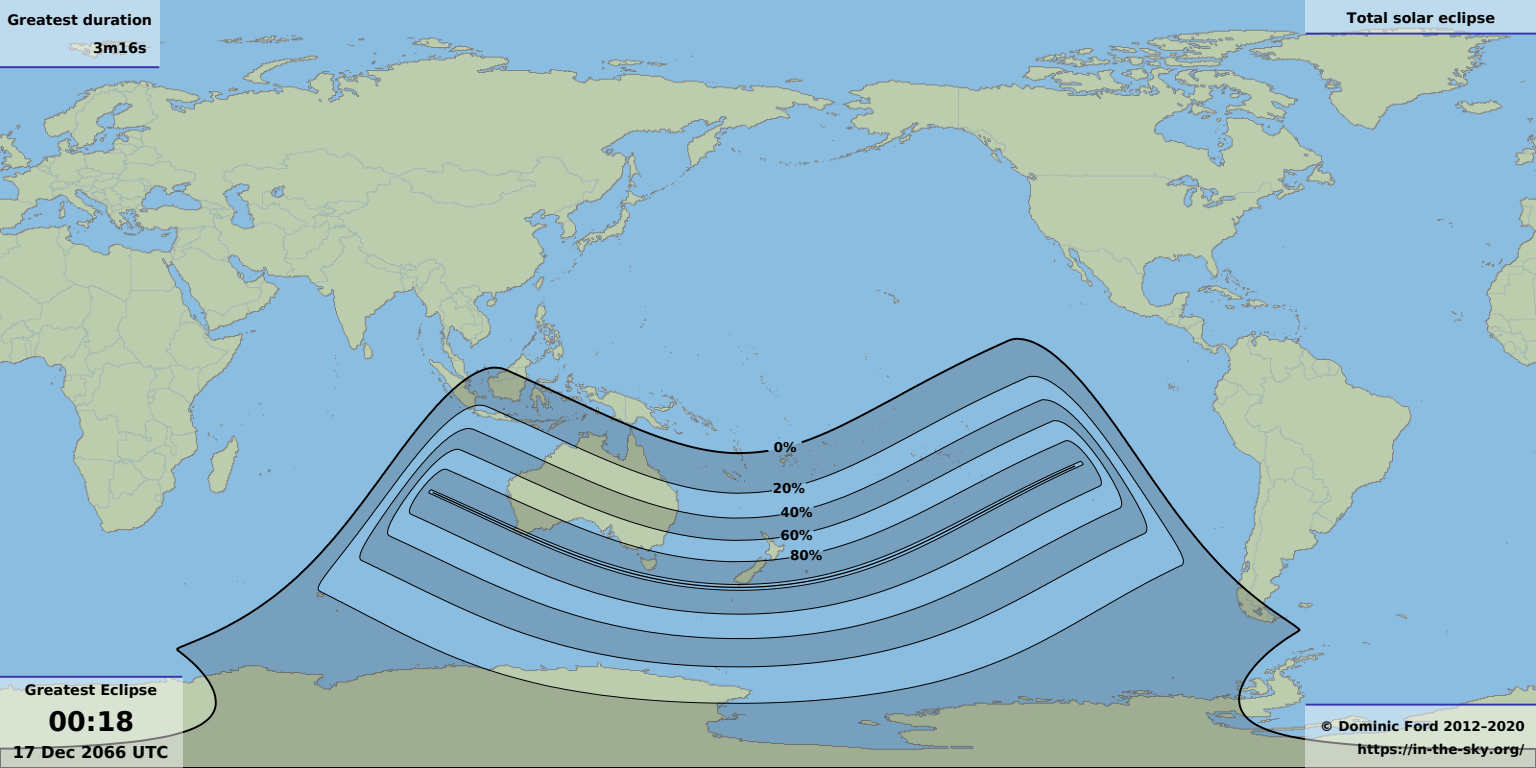 Greatest duration
3m16s
Total solar eclipse
0%
20%
40%
60%
80%
Greatest Eclipse
00:18
17 Dec 2066 UTC
© Dominic Ford 2012–2020
https://in-the-sky.org/